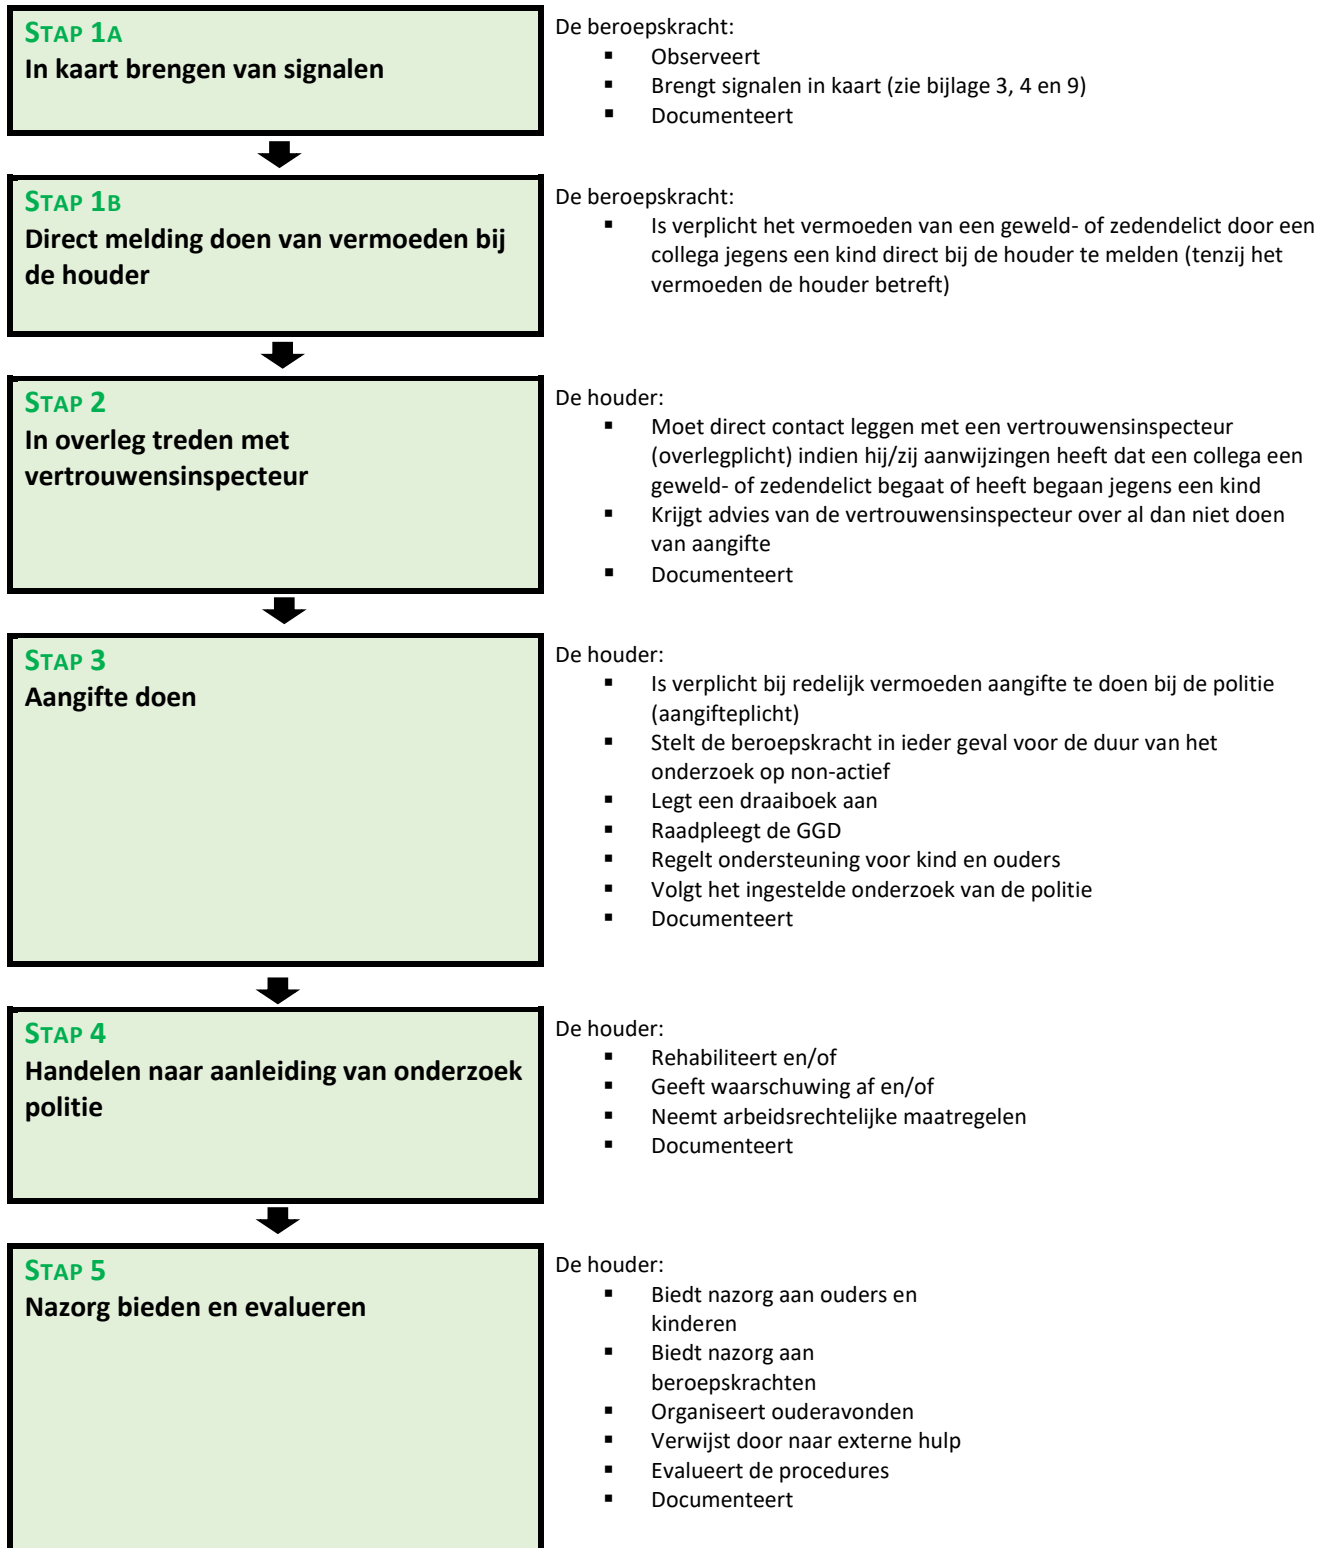 STAP 1A
In kaart brengen van signalen
De beroepskracht:
▪ Observeert
▪ Brengt signalen in kaart (zie bijlage 3, 4 en 9)
▪ Documenteert
STAP 1B
Direct melding doen van vermoeden bij
de houder
De beroepskracht:
▪ Is verplicht het vermoeden van een geweld- of zedendelict door een
collega jegens een kind direct bij de houder te melden (tenzij het
vermoeden de houder betreft)
STAP 2
In overleg treden met
vertrouwensinspecteur
De houder:
▪ Moet direct contact leggen met een vertrouwensinspecteur
(overlegplicht) indien hij/zij aanwijzingen heeft dat een collega een
geweld- of zedendelict begaat of heeft begaan jegens een kind
▪ Krijgt advies van de vertrouwensinspecteur over al dan niet doen
van aangifte
▪ Documenteert
STAP 3
Aangifte doen
De houder:
▪ Is verplicht bij redelijk vermoeden aangifte te doen bij de politie
(aangifteplicht)
▪ Stelt de beroepskracht in ieder geval voor de duur van het
onderzoek op non-actief
▪ Legt een draaiboek aan
▪ Raadpleegt de GGD
▪ Regelt ondersteuning voor kind en ouders
▪ Volgt het ingestelde onderzoek van de politie
▪ Documenteert
STAP 4
Handelen naar aanleiding van onderzoek
politie
De houder:
▪ Rehabiliteert en/of
▪ Geeft waarschuwing af en/of
▪ Neemt arbeidsrechtelijke maatregelen
▪ Documenteert
STAP 5
Nazorg bieden en evalueren
De houder:
▪ Biedt nazorg aan ouders en
kinderen
▪ Biedt nazorg aan
beroepskrachten
▪ Organiseert ouderavonden
▪ Verwijst door naar externe hulp
▪ Evalueert de procedures
▪ Documenteert